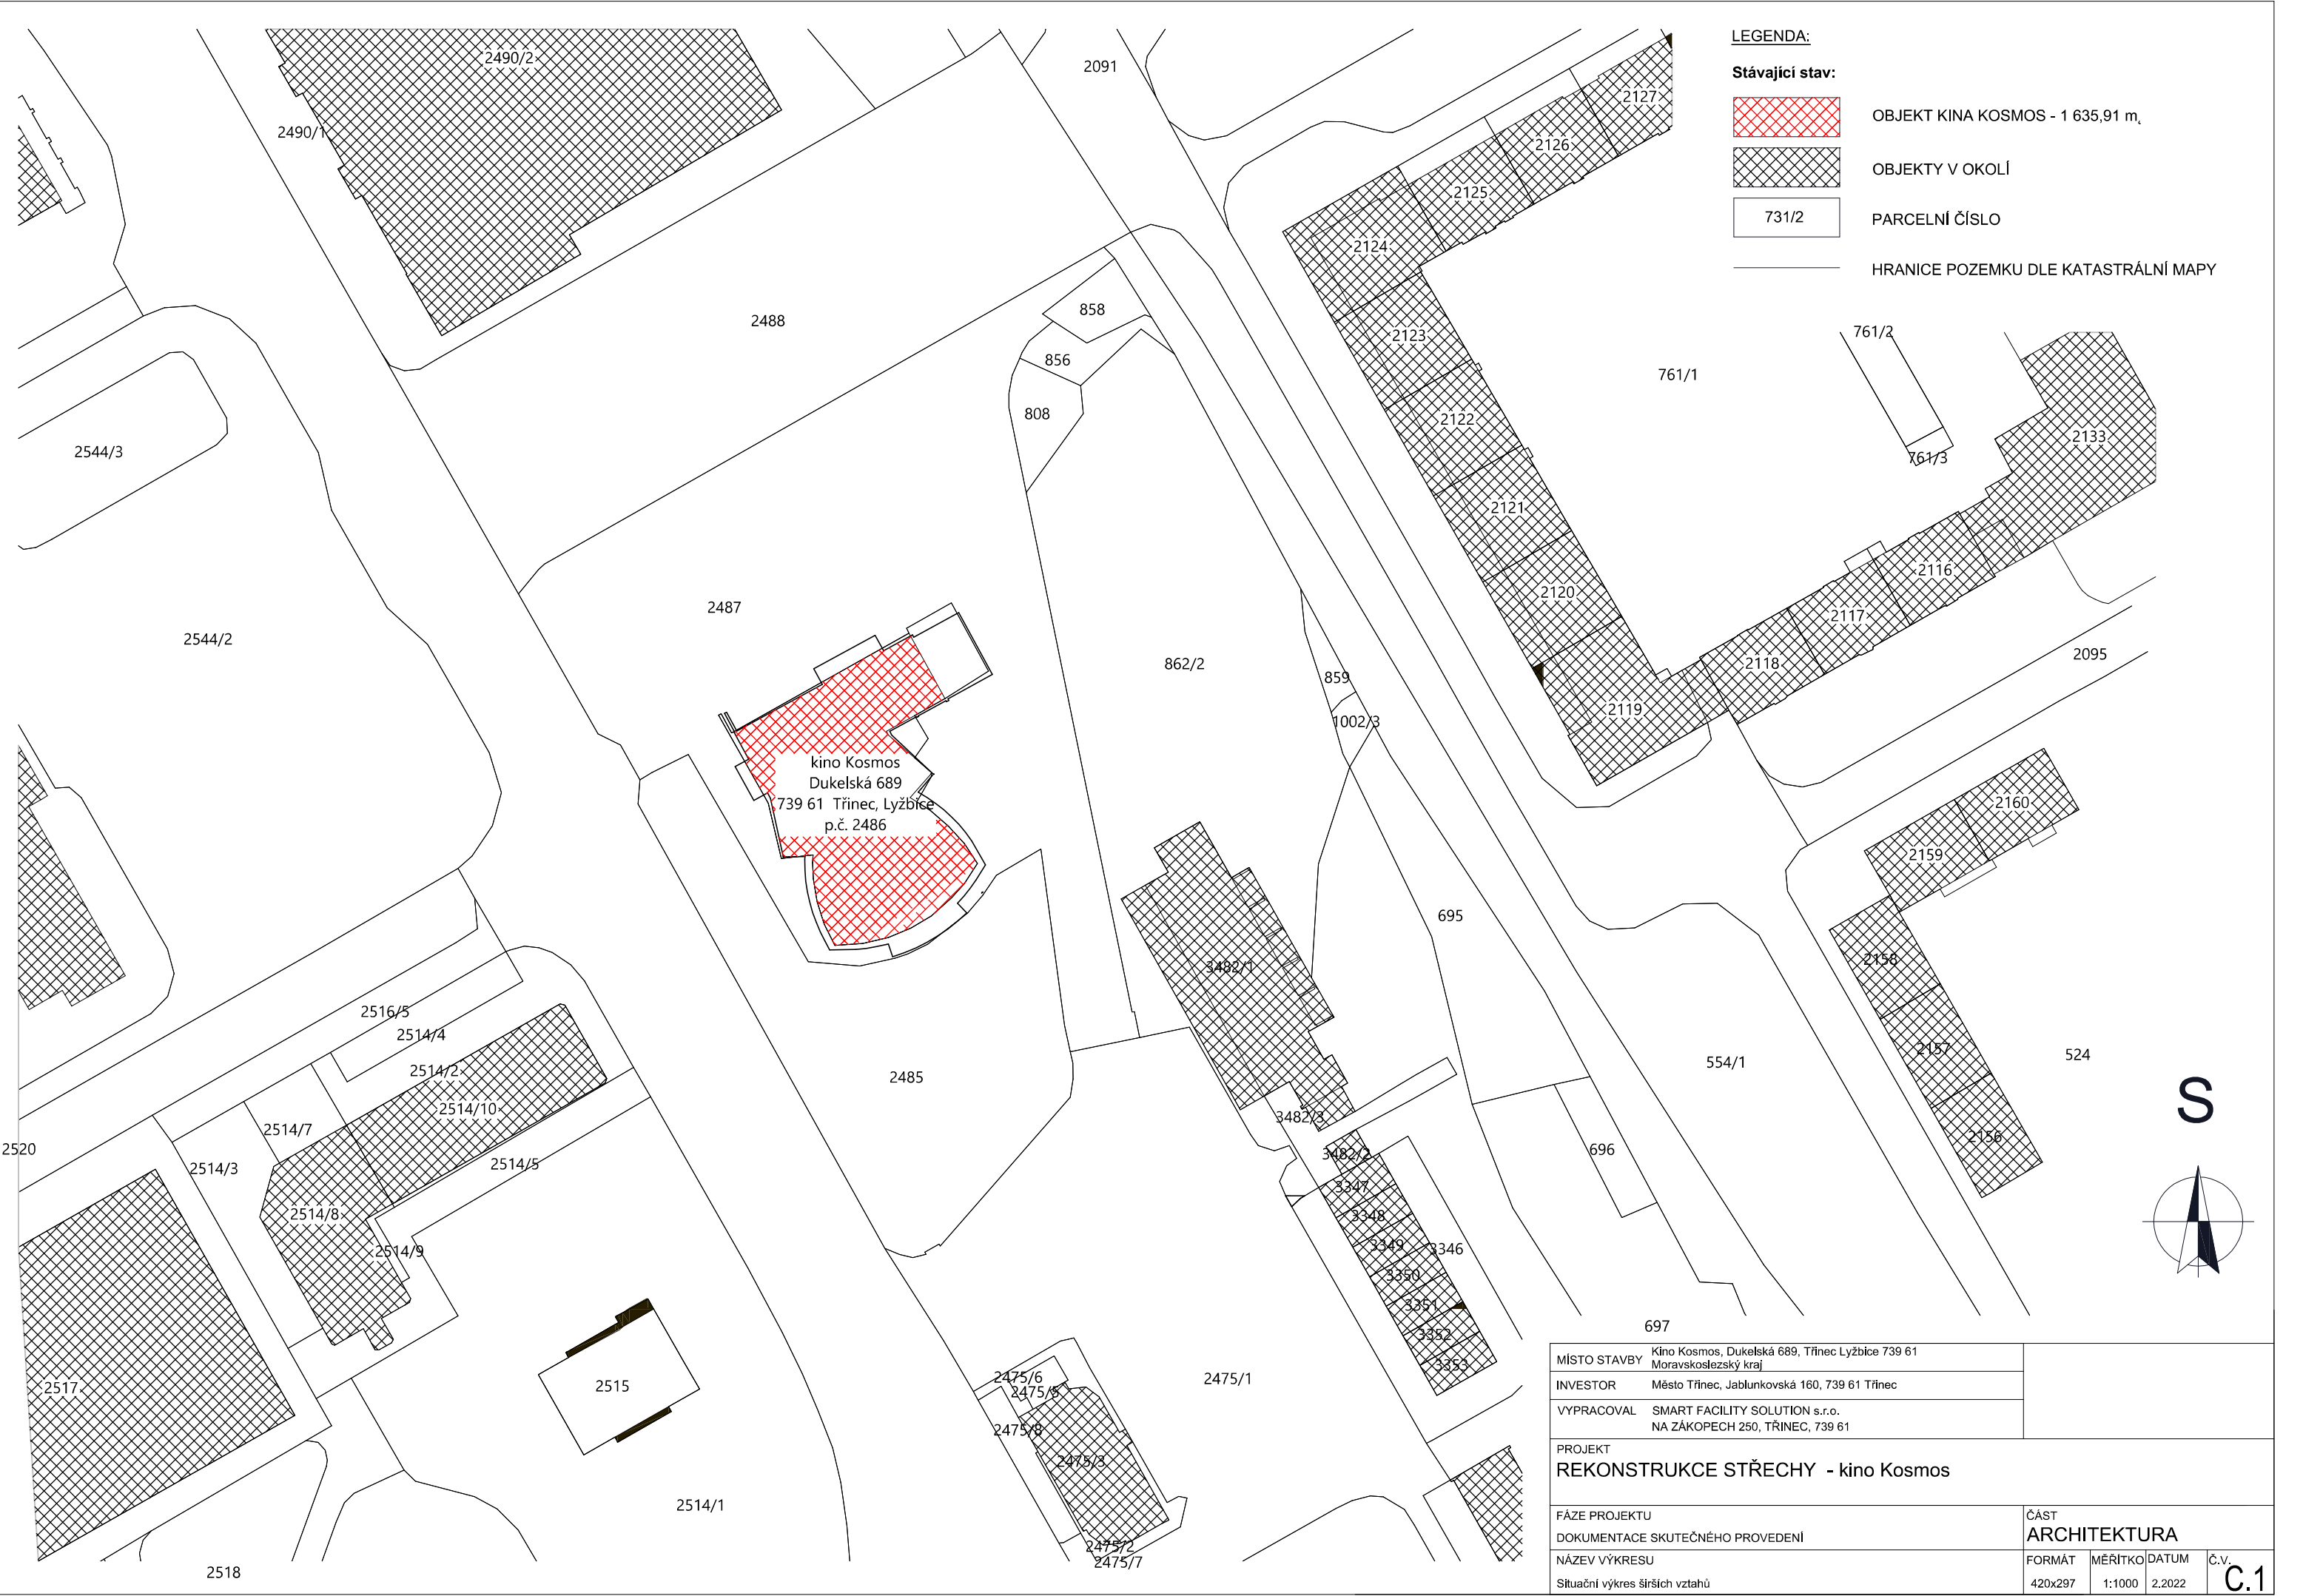 LEGENDA:
Stávající stav:
OBJEKT KINA KOSMOS - 1 635,91 m
OBJEKTY V OKOLÍ
731/2
PARCELNÍ ČÍSLO
HRANICE POZEMKU DLE KATASTRÁLNÍ MAPY
2490/2
2490/1
2091
2127
2126
2125
2124
2123
2122
2121
2120
2119
2118
2117
2116
2133
761/1
761/2
761/3
2095
2488
858
856
808
2544/3
2544/2
2487
862/2
859
1002/3
kino Kosmos
Dukelská 689
739 61 Třinec, Lyžbice
p.č. 2486
2160
2159
2158
2157
2156
524
695
554/1
696
697
3482/1
3482/3
3482/2
3347
3348
3349
3346
3350
3351
3352
3353
2485
2516/5
2514/4
2514/2
2514/10
2514/7
2514/3
2514/5
2514/8
2514/9
2520
2517
2515
2514/1
2518
2475/1
2475/6
2475/5
2475/8
2475/3
2475/2
2475/7
S
MÍSTO STAVBY
Kino Kosmos, Dukelská 689, Třinec Lyžbice 739 61
Moravskoslezský kraj
INVESTOR
Město Třinec, Jablunkovská 160, 739 61 Třinec
VYPRACOVAL
SMART FACILITY SOLUTION s.r.o.
NA ZÁKOPECH 250, TŘINEC, 739 61
PROJEKT
REKONSTRUKCE STŘECHY - kino Kosmos
FÁZE PROJEKTU
DOKUMENTACE SKUTEČNÉHO PROVEDENÍ
ČÁST
ARCHITEKTURA
NÁZEV VÝKRESU
Situační výkres širších vztahů
FORMÁT
420x297
MĚŘÍTKO
1:1000
DATUM
2.2022
Č.V.
C.1